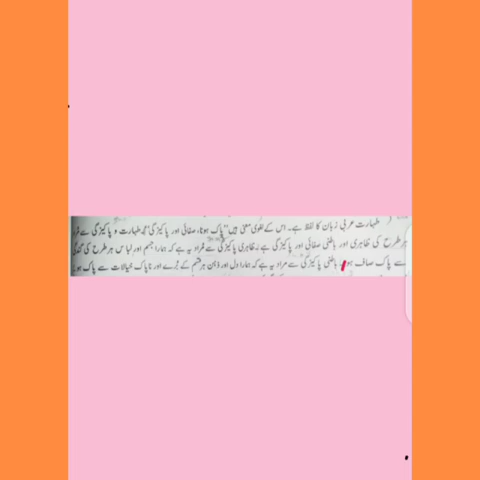 طہارت عربی زبان کا لفظ ہے۔ اس کے لغوی معنی ہیں "پاک ہونا، صفائی اور پاکیزگی" طہارت و پاکیزگی سے مراد
ہر طرح کی ظاہری اور باطنی صفائی اور پاکیزگی ہے۔ ظاہری پاکیزگی سے مُراد یہ ہے کہ ہمارا جسم اور لباس ہر طرح کی گندگی
سے پاک صاف ہو۔ باطنی پاکیزگی سے مراد یہ ہے کہ ہمارا دل اور ذہن ہر قسم کے بُرے اور ناپاک خیالات سے پاک ہو